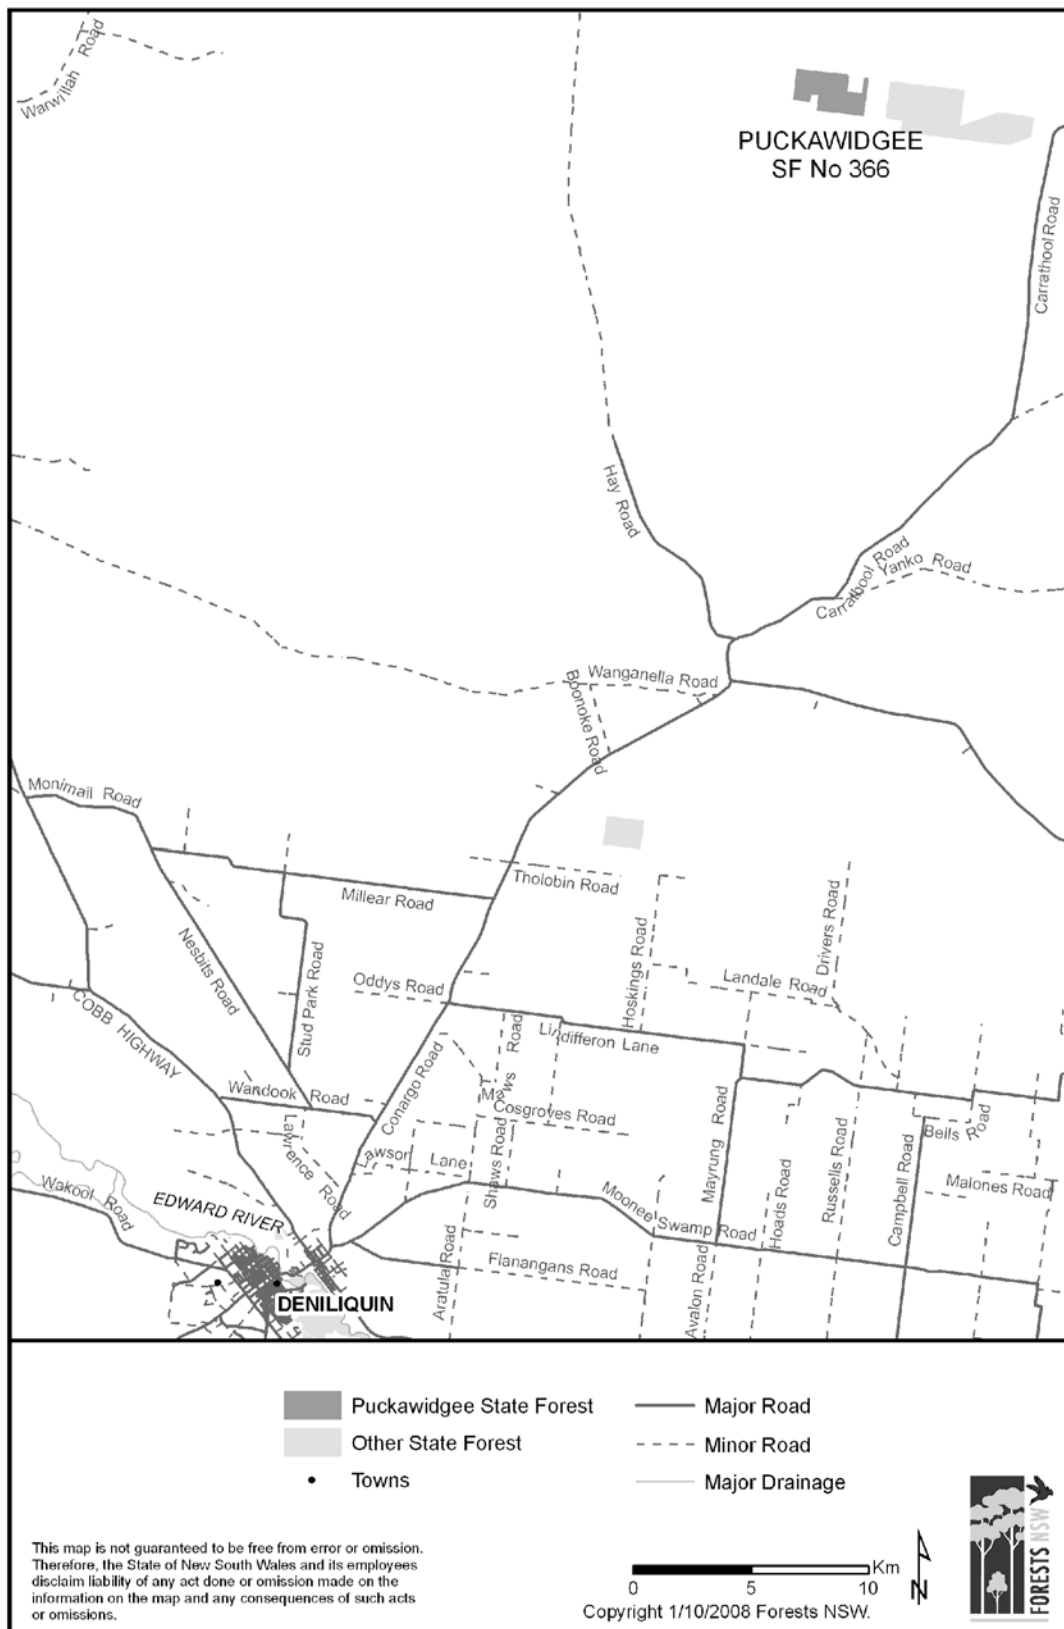 Warwillah Road
PUCKAWIDGEE
SF No 366
Carrathool Road
Hay Road
Carrathool Road
Yanko Road
Wanganella Road
Boonoke Road
Monimail Road
Millear Road
Tholobin Road
Nesbits Road
Stud Park Road
Oddys Road
Hoskings Road
Drivers Road
Landale Road
COBB HIGHWAY
Lindifferon Lane
Conargo Road
Wandook Road
Mews Road
Cosgroves Road
Mayrung Road
Bells Road
Lawrence Road
Lawson Lane
Shaws Road
Hoads Road
Russells Road
Campbell Road
Malones Road
Wakool Road
EDWARD RIVER
Moonee Swamp Road
Aratula Road
Flanangans Road
Avalon Road
DENILIQUIN
Puckawidgee State Forest
Other State Forest
Towns
Major Road
Minor Road
Major Drainage
This map is not guaranteed to be free from error or omission.
Therefore, the State of New South Wales and its employees
disclaim liability of any act done or omission made on the
information on the map and any consequences of such acts
or omissions.
0 5 10 Km
N
Copyright 1/10/2008 Forests NSW.
FORESTS NSW